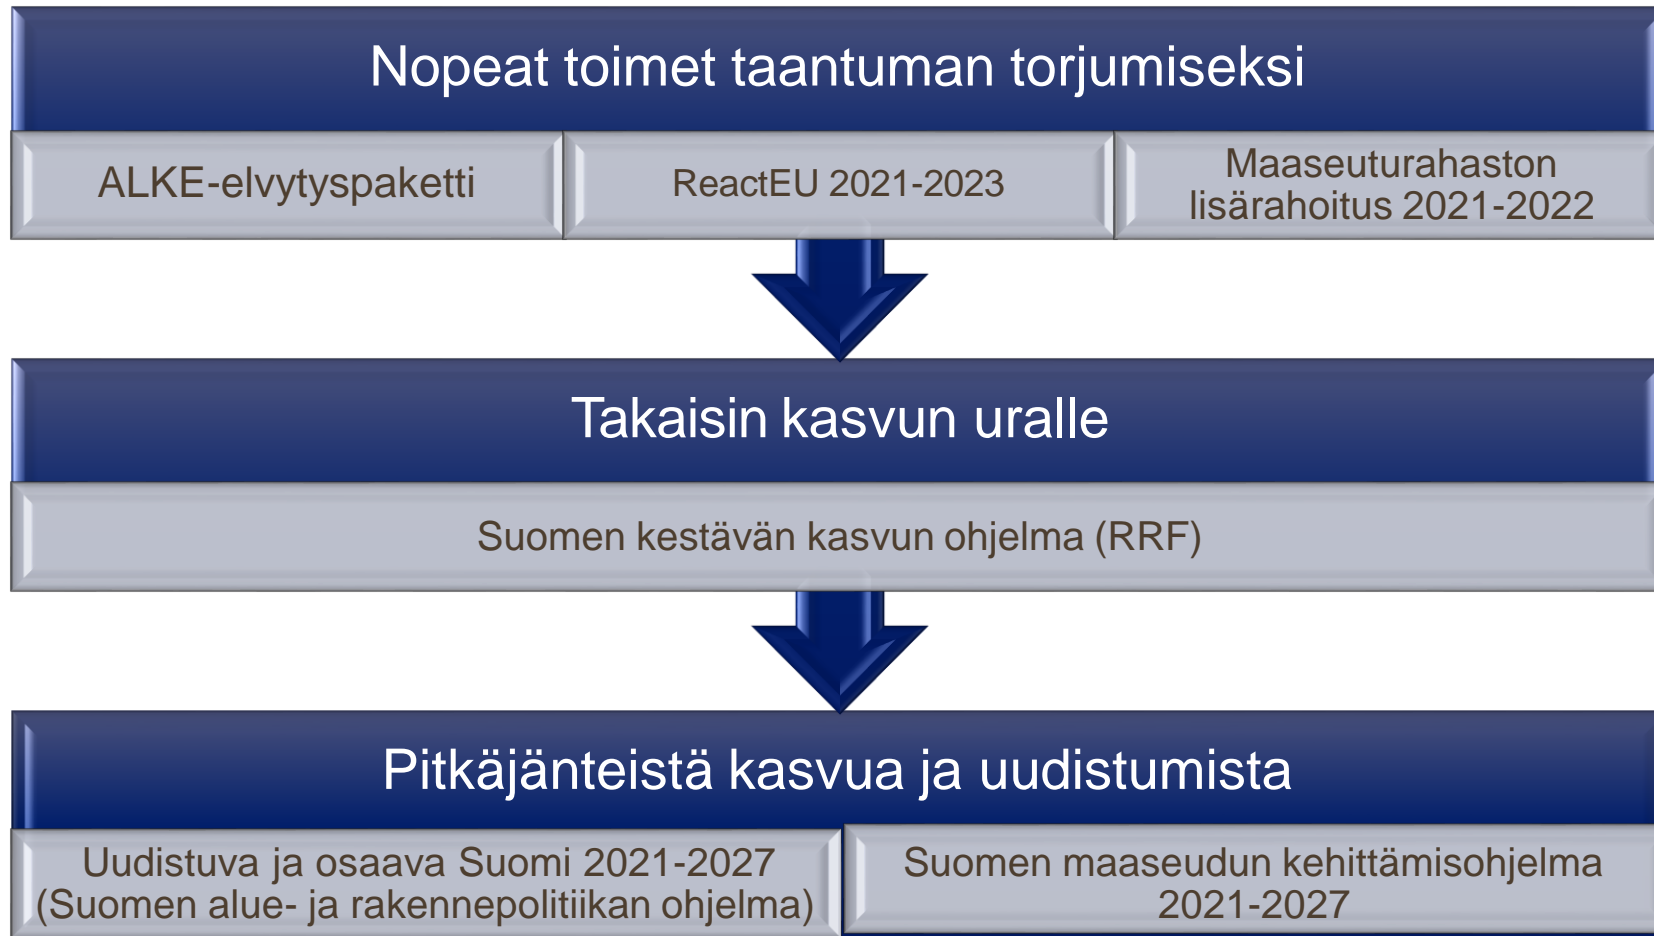 Nopeat toimet taantuman torjumiseksi
ALKE-elvytyspaketti
ReactEU 2021-2023
Maaseuturahaston
lisärahoitus 2021-2022
Takaisin kasvun uralle
Suomen kestävän kasvun ohjelma (RRF)
Pitkäjänteistä kasvua ja uudistumista
Uudistuva ja osaava Suomi 2021-2027
(Suomen alue- ja rakennepolitiikan ohjelma)
Suomen maaseudun kehittämisohjelma
2021-2027